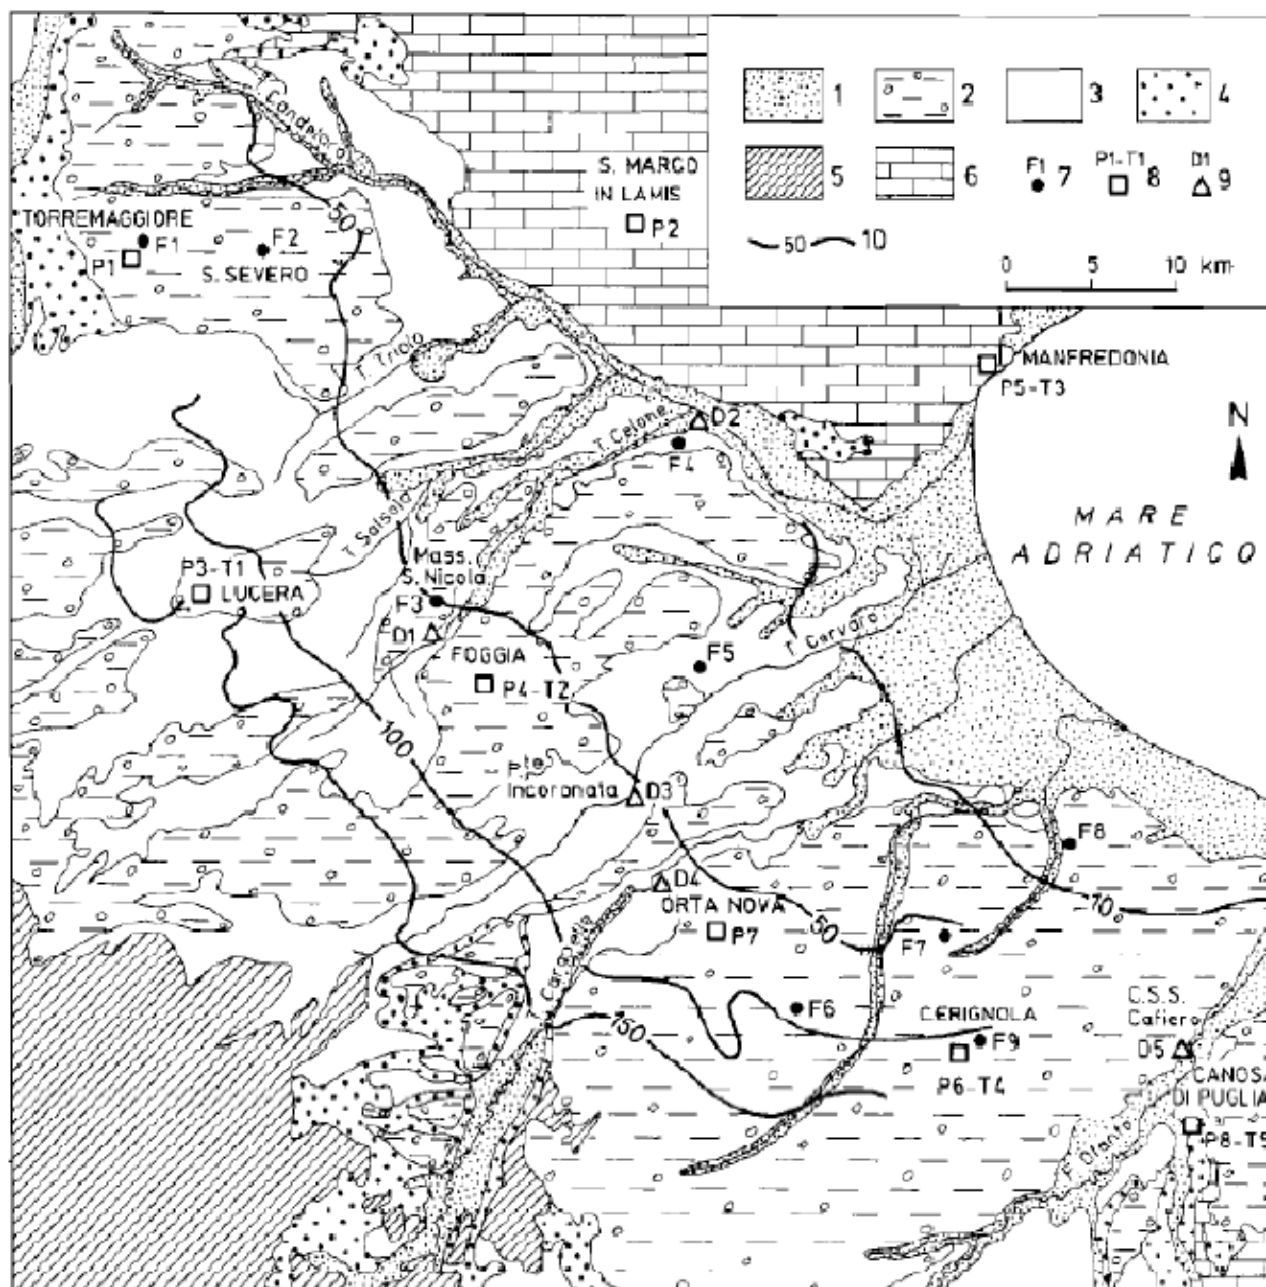 1
2
3
4
5
6
F1
7
P1-T1
8
D1
9
50
10
0 5 10 km
Candelaro
S. MARCO
IN LAMIS
P2
50
TORREMAGGIORE
F1
P1
F2
S. SEVERO
T. Triolo
MANFREDONIA
P5-T3
N
T. Celone
D2
F4
MARE
ADRIATICO
T. Salsola
Mass.
S. Nicola
P3-T1
LUCERA
F3
D1
FOGGIA
P4-T2
F5
T. Cervaro
100
P.te
Incoronata
D3
F8
D4
ORTA NOVA
P7
50
10
F7
Carapelle
F6
150
CERIGNOLA
F9
P6-T4
C.S.S.
Cafiero
D5
CANOSA
DI PUGLIA
P8-T5
F. Ofanto